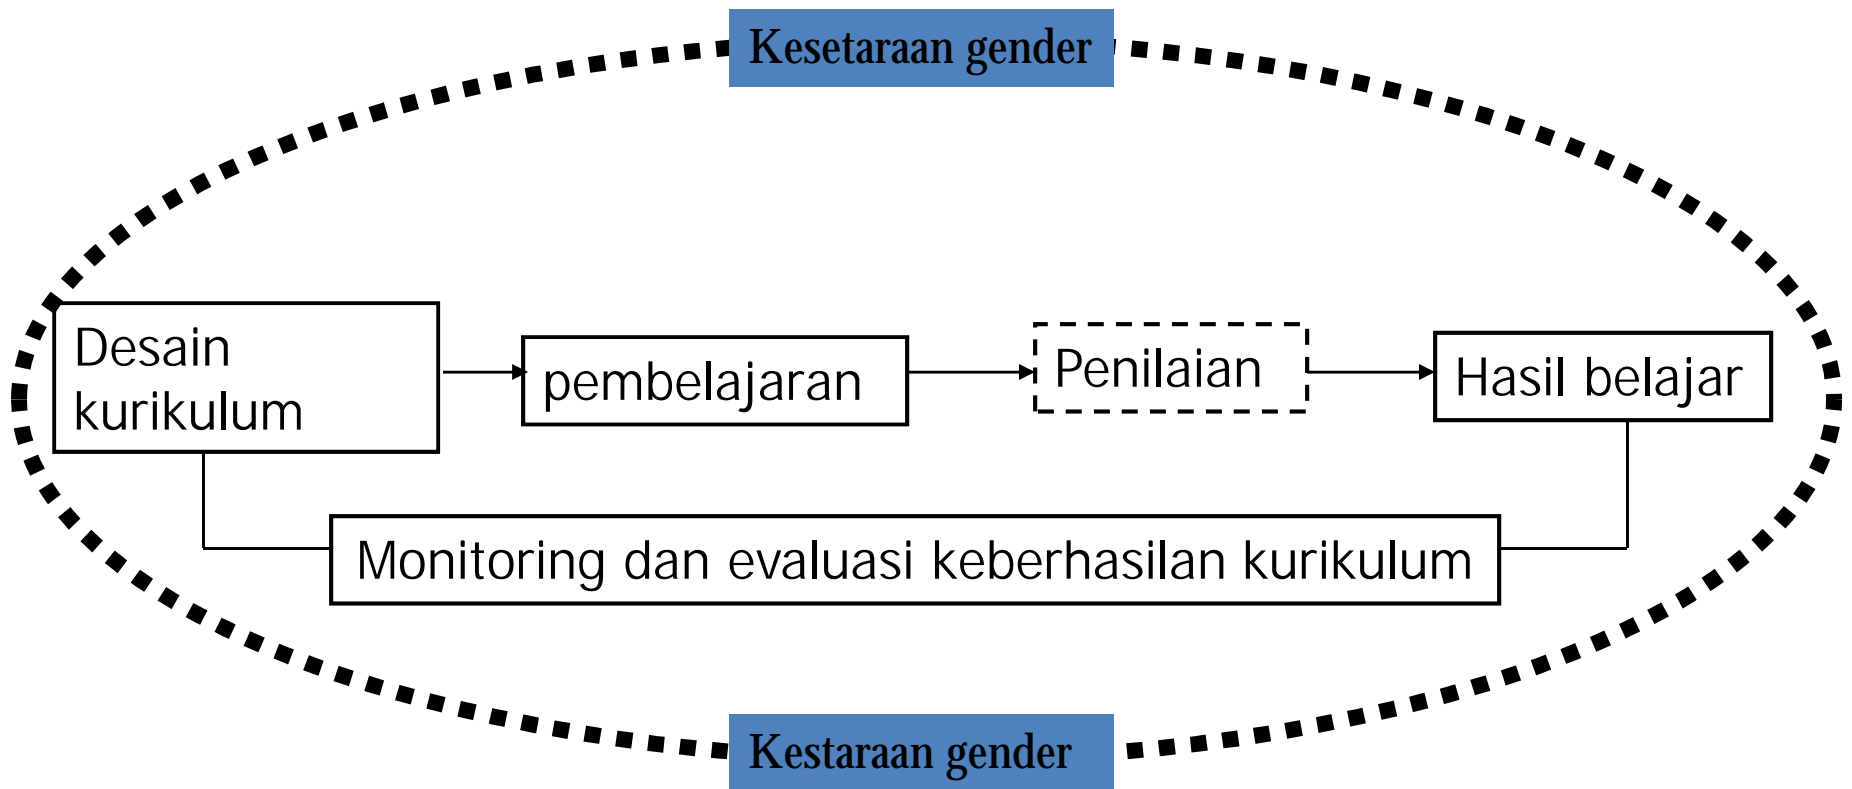 Kesetaraan gender
Desain
kurikulum
pembelajaran
Penilaian
Hasil belajar
Monitoring dan evaluasi keberhasilan kurikulum
Kestaraan gender